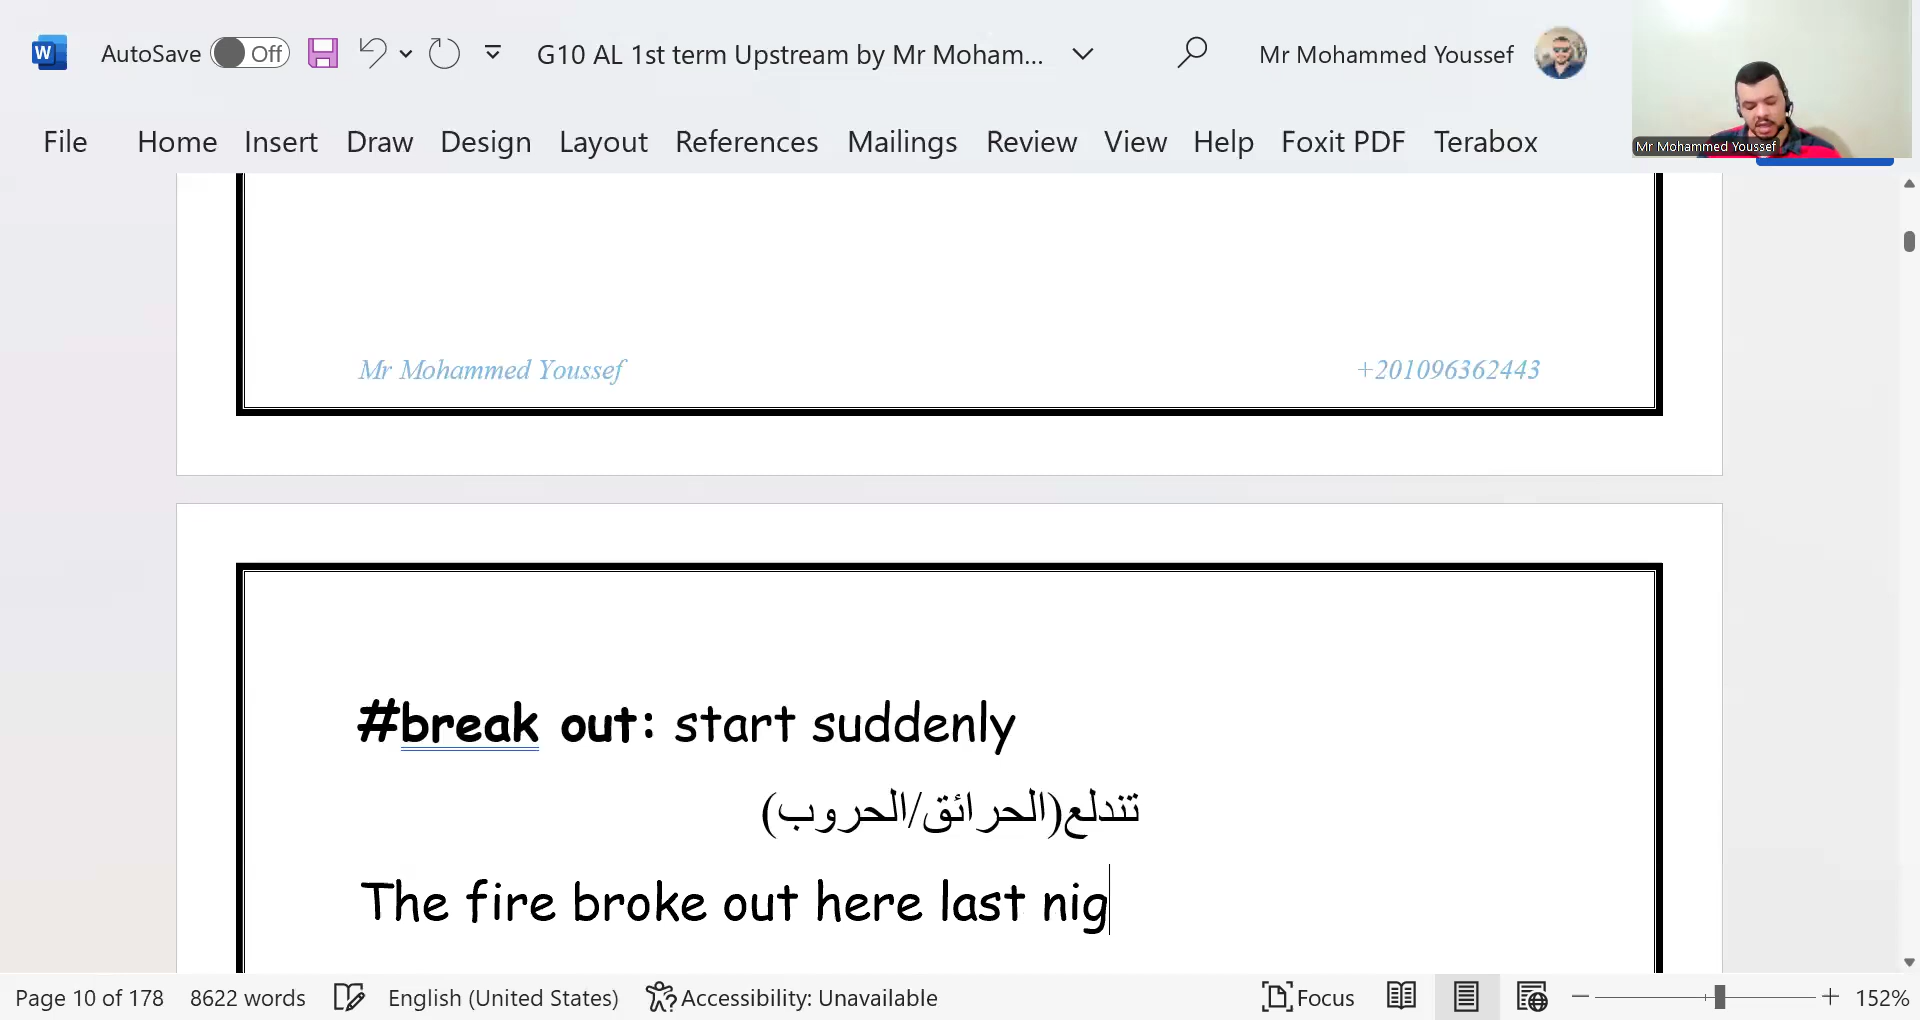 AutoSave Off G10 AL 1st term Upstream by Mr Moham... Mr Mohammed Youssef
File Home Insert Draw Design Layout References Mailings Review View Help Foxit PDF Terabox
Mr Mohammed Youssef
Mr Mohammed Youssef +201096362443
#break out: start suddenly
تندلع(الحرائق/الحروب)
The fire broke out here last nig
Page 10 of 178 8622 words English (United States) Accessibility: Unavailable Focus 152%